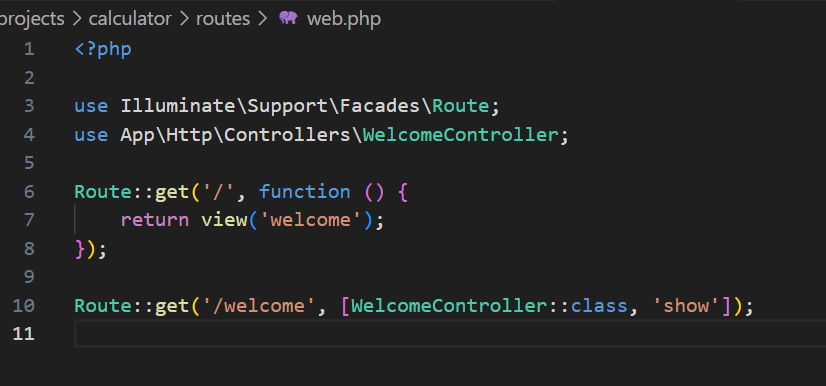 projects > calculator > routes > web.php
1 <?php
2
3 use Illuminate\Support\Facades\Route;
4 use App\Http\Controllers\WelcomeController;
5
6 Route::get('/', function () {
7     return view('welcome');
8 });
9
10 Route::get('/welcome', [WelcomeController::class, 'show']);
11